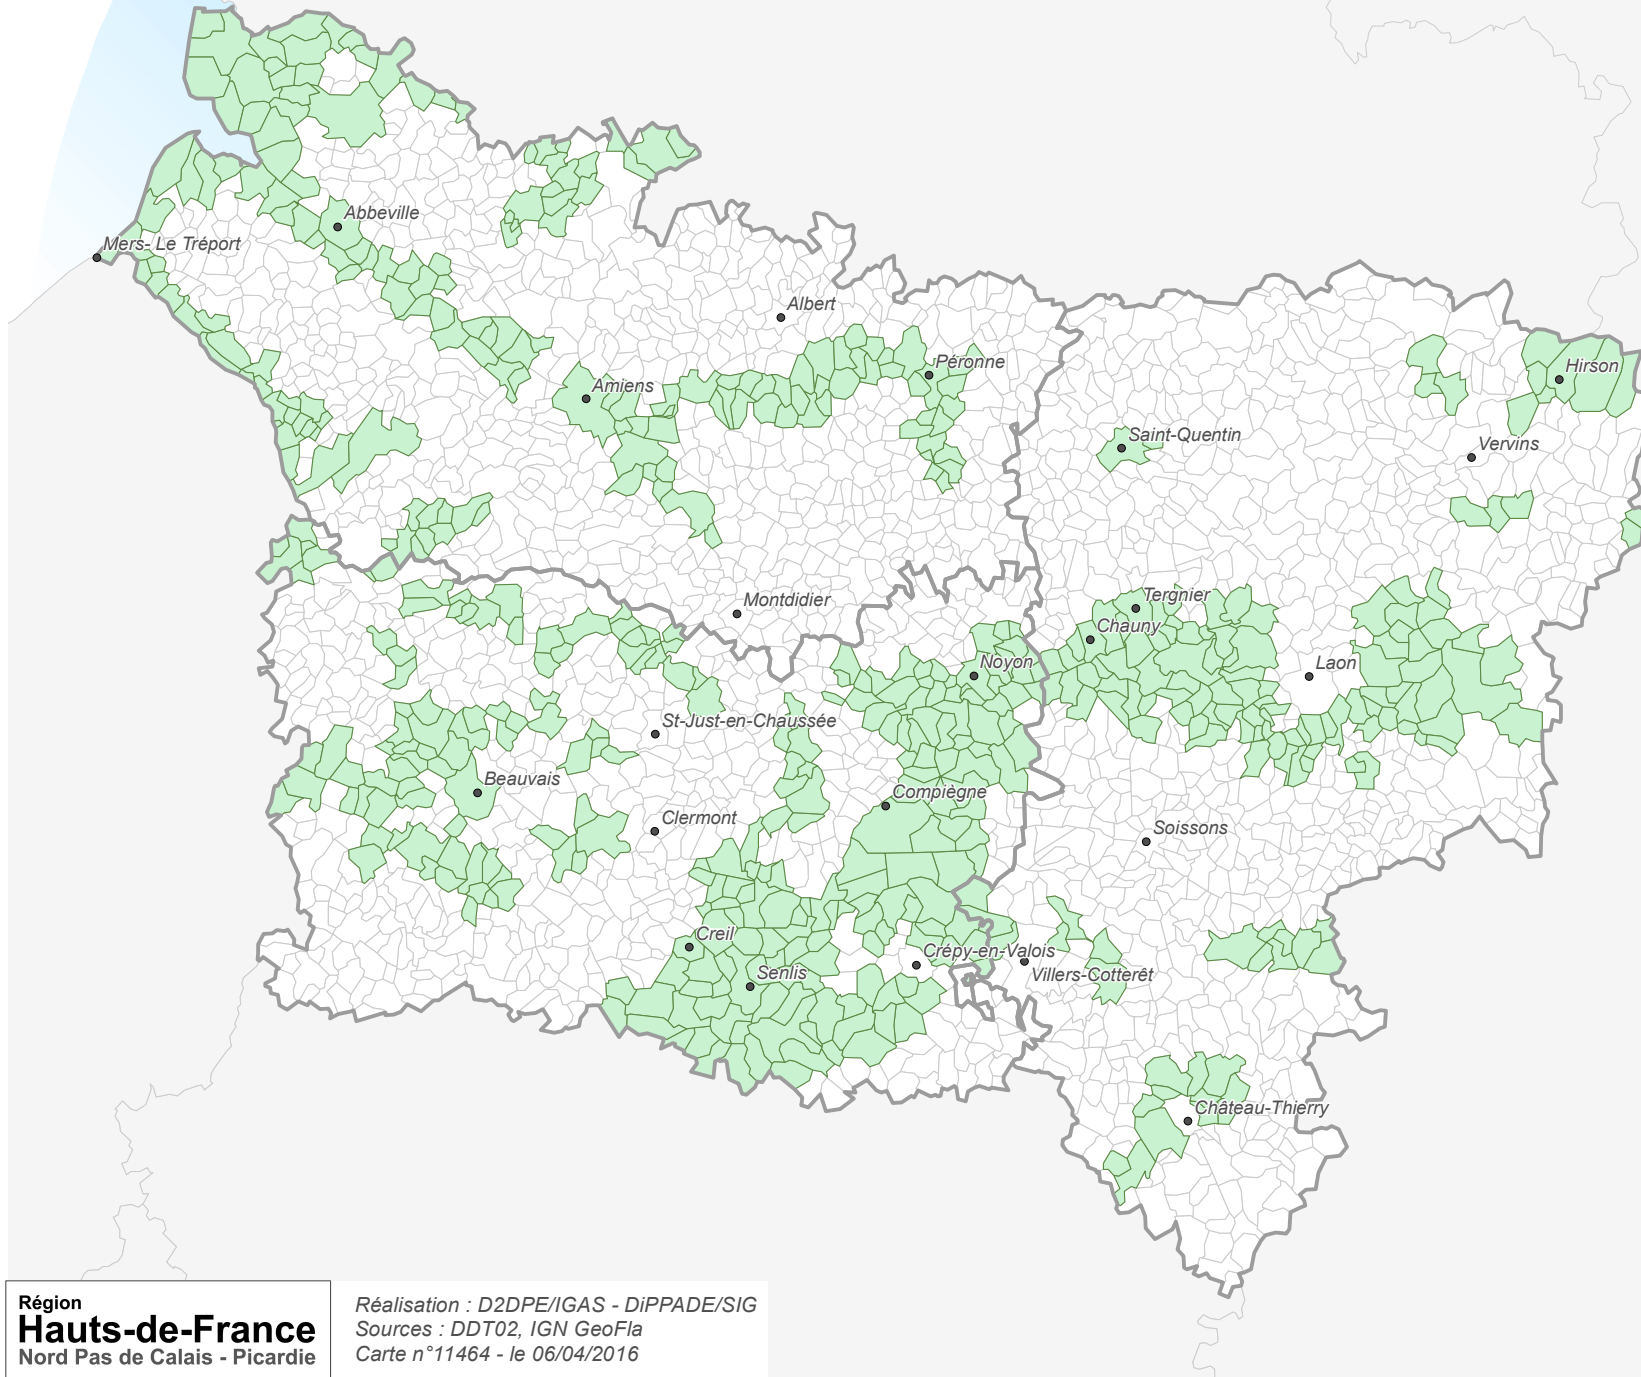 Abbeville
Mers- Le Tréport
Albert
Péronne
Hirson
Amiens
Saint-Quentin
Vervins
Tergnier
Montdidier
Chauny
Noyon
Laon
St-Just-en-Chaussée
Beauvais
Compiègne
Clermont
Soissons
Creil
Crépy-en-Valois
Senlis
Villers-Cotterêt
Château-Thierry
Région
Hauts-de-France
Nord Pas de Calais - Picardie
Réalisation : D2DPE/IGAS - DiPPADE/SIG
Sources : DDT02, IGN GeoFla
Carte n°11464 - le 06/04/2016